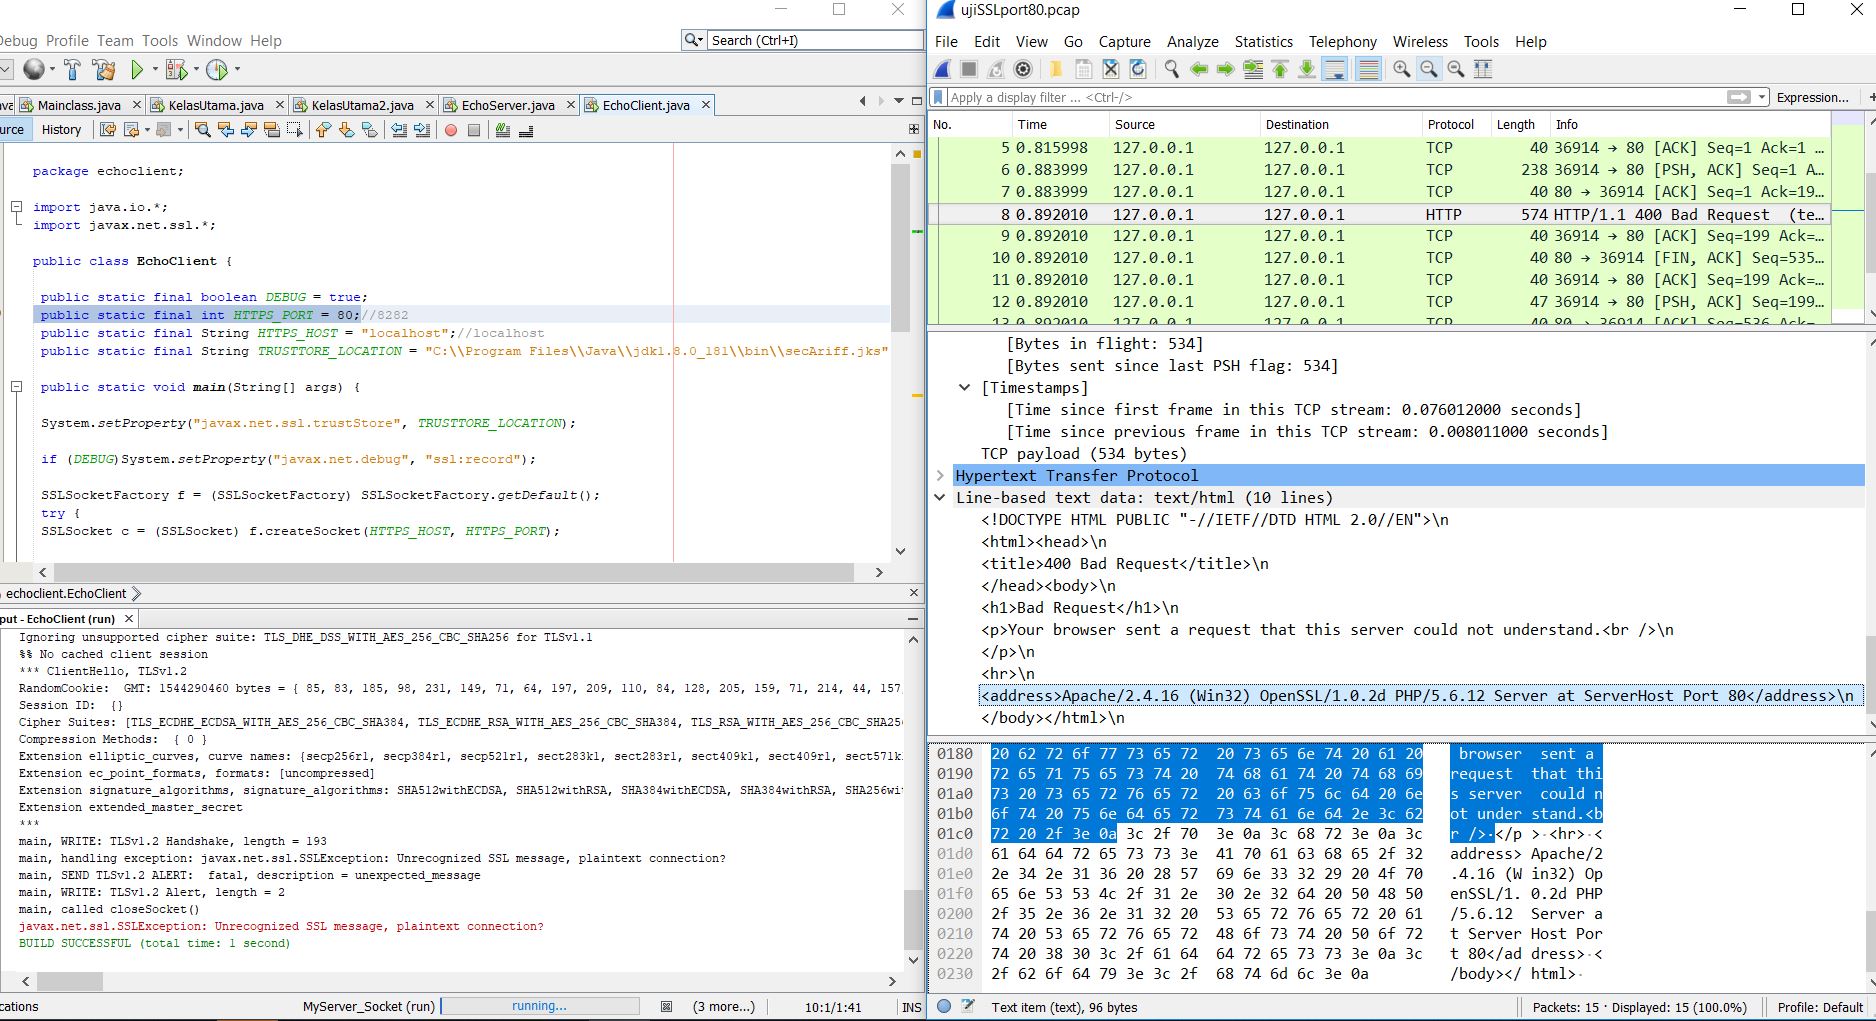 Debug Profile Team Tools Window Help
Search (Ctrl+I)
Mainclass.java KelasUtama.java KelasUtama2.java EchoServer.java EchoClient.java
History
package echoclient;
import java.io.*;
import javax.net.ssl.*;
public class EchoClient {
public static final boolean DEBUG = true;
public static final int HTTPS_PORT = 80;//8282
public static final String HTTPS_HOST = "localhost";//localhost
public static final String TRUSTTORE_LOCATION = "C:\\Program Files\\Java\\jdk1.8.0_181\\bin\\secAriff.jks"
public static void main(String[] args) {
System.setProperty("javax.net.ssl.trustStore", TRUSTTORE_LOCATION);
if (DEBUG)System.setProperty("javax.net.debug", "ssl:record");
SSLSocketFactory f = (SSLSocketFactory) SSLSocketFactory.getDefault();
try {
SSLSocket c = (SSLSocket) f.createSocket(HTTPS_HOST, HTTPS_PORT);
echoclient.EchoClient
put - EchoClient (run)
Ignoring unsupported cipher suite: TLS_DHE_DSS_WITH_AES_256_CBC_SHA256 for TLSv1.1
%% No cached client session
*** ClientHello, TLSv1.2
RandomCookie: GMT: 1544290460 bytes = { 85, 83, 185, 98, 231, 149, 71, 64, 197, 209, 110, 84, 128, 205, 159, 71, 214, 44, 157,
Session ID: {}
Cipher Suites: [TLS_ECDHE_ECDSA_WITH_AES_256_CBC_SHA384, TLS_ECDHE_RSA_WITH_AES_256_CBC_SHA384, TLS_RSA_WITH_AES_256_CBC_SHA256
Compression Methods: { 0 }
Extension elliptic_curves, curve names: {secp256r1, secp384r1, secp521r1, sect283k1, sect283r1, sect409k1, sect409r1, sect571k
Extension ec_point_formats, formats: [uncompressed]
Extension signature_algorithms, signature_algorithms: SHA512withECDSA, SHA512withRSA, SHA384withECDSA, SHA384withRSA, SHA256wi
Extension extended_master_secret
***
main, WRITE: TLSv1.2 Handshake, length = 193
main, handling exception: javax.net.ssl.SSLException: Unrecognized SSL message, plaintext connection?
main, SEND TLSv1.2 ALERT: fatal, description = unexpected_message
main, WRITE: TLSv1.2 Alert, length = 2
main, called closeSocket()
javax.net.ssl.SSLException: Unrecognized SSL message, plaintext connection?
BUILD SUCCESSFUL (total time: 1 second)
MyServer_Socket (run) running... (3 more...) 10:1/1:41 INS
ujiSSLport80.pcap
File Edit View Go Capture Analyze Statistics Telephony Wireless Tools Help
Apply a display filter ... <Ctrl-/> Expression... +
No. Time Source Destination Protocol Length Info
5 0.815998 127.0.0.1 127.0.0.1 TCP 40 36914 → 80 [ACK] Seq=1 Ack=1 …
6 0.883999 127.0.0.1 127.0.0.1 TCP 238 36914 → 80 [PSH, ACK] Seq=1 A…
7 0.883999 127.0.0.1 127.0.0.1 TCP 40 80 → 36914 [ACK] Seq=1 Ack=19…
8 0.892010 127.0.0.1 127.0.0.1 HTTP 574 HTTP/1.1 400 Bad Request (te…
9 0.892010 127.0.0.1 127.0.0.1 TCP 40 36914 → 80 [ACK] Seq=199 Ack=…
10 0.892010 127.0.0.1 127.0.0.1 TCP 40 80 → 36914 [FIN, ACK] Seq=535…
11 0.892010 127.0.0.1 127.0.0.1 TCP 40 36914 → 80 [ACK] Seq=199 Ack=…
12 0.892010 127.0.0.1 127.0.0.1 TCP 47 36914 → 80 [PSH, ACK] Seq=199…
13 0.892010 127.0.0.1 127.0.0.1 TCP 40 80 → 36914 [ACK] Seq=536 Ack=…
[Bytes in flight: 534]
[Bytes sent since last PSH flag: 534]
[Timestamps]
[Time since first frame in this TCP stream: 0.076012000 seconds]
[Time since previous frame in this TCP stream: 0.008011000 seconds]
TCP payload (534 bytes)
Hypertext Transfer Protocol
Line-based text data: text/html (10 lines)
<!DOCTYPE HTML PUBLIC "-//IETF//DTD HTML 2.0//EN">\n
<html><head>\n
<title>400 Bad Request</title>\n
</head><body>\n
<h1>Bad Request</h1>\n
<p>Your browser sent a request that this server could not understand.<br />\n
</p>\n
<hr>\n
<address>Apache/2.4.16 (Win32) OpenSSL/1.0.2d PHP/5.6.12 Server at ServerHost Port 80</address>\n
</body></html>\n
0180 20 62 72 6f 77 73 65 72 20 73 65 6e 74 20 61 20 browser sent a
0190 72 65 71 75 65 73 74 20 74 68 61 74 20 74 68 69 request that thi
01a0 73 20 73 65 72 76 65 72 20 63 6f 75 6c 64 20 6e s server could n
01b0 6f 74 20 75 6e 64 65 72 73 74 61 6e 64 2e 3c 62 ot under stand.<b
01c0 72 20 2f 3e 0a 3c 2f 70 3e 0a 3c 68 72 3e 0a 3c r />·</p >·<hr>·<
01d0 61 64 64 72 65 73 73 3e 41 70 61 63 68 65 2f 32 address> Apache/2
01e0 2e 34 2e 31 36 20 28 57 69 6e 33 32 29 20 4f 70 .4.16 (W in32) Op
01f0 65 6e 53 53 4c 2f 31 2e 30 2e 32 64 20 50 48 50 enSSL/1. 0.2d PHP
0200 2f 35 2e 36 2e 31 32 20 53 65 72 76 65 72 20 61 /5.6.12 Server a
0210 74 20 53 65 72 76 65 72 48 6f 73 74 20 50 6f 72 t Server Host Por
0220 74 20 38 30 3c 2f 61 64 64 72 65 73 73 3e 0a 3c t 80</ad dress>·<
0230 2f 62 6f 64 79 3e 3c 2f 68 74 6d 6c 3e 0a /body></ html>·
Text item (text), 96 bytes Packets: 15 · Displayed: 15 (100.0%) Profile: Default